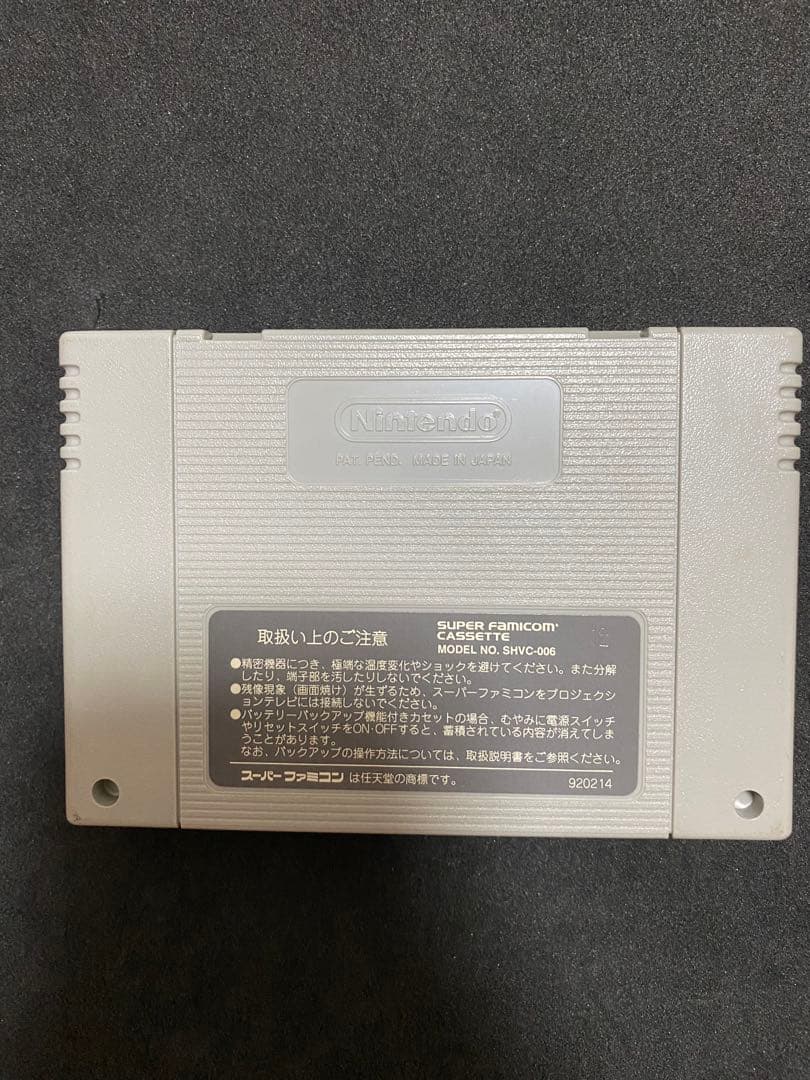 Nintendo®
PAT. PEND. MADE IN JAPAN
取扱い上のご注意
SUPER FAMICOM®
CASSETTE
MODEL NO. SHVC-006
●精密機器につき、極端な温度変化やショックを避けてください。また分解
したり、端子部を汚したりしないでください。
●残像現象（画面焼け）が生ずるため、スーパーファミコンをプロジェクシ
ョンテレビには接続しないでください。
●バッテリーバックアップ機能付きカセットの場合、むやみに電源スイッチ
やリセットスイッチをON·OFFすると、蓄積されている内容が消えてしま
うことがあります。
なお、バックアップの操作方法については、取扱説明書をご参照ください。
スーパーファミコンは任天堂の商標です。
920214